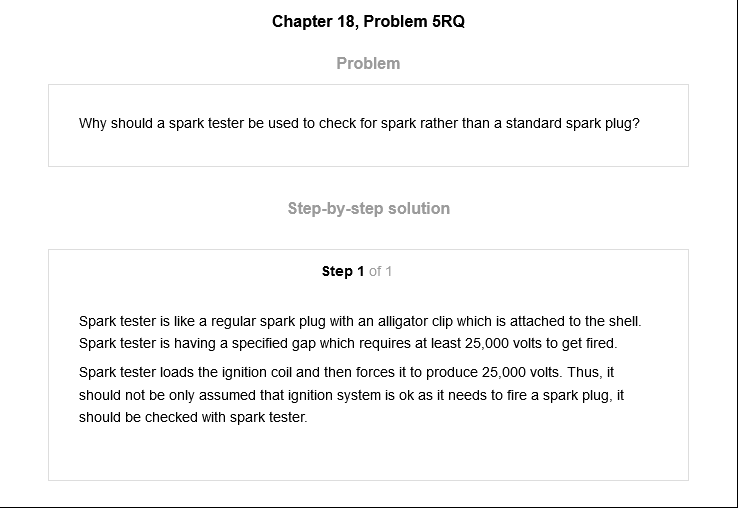 Chapter 18, Problem 5RQ
Problem
Why should a spark tester be used to check for spark rather than a standard spark plug?
Step-by-step solution
Step 1 of 1
Spark tester is like a regular spark plug with an alligator clip which is attached to the shell.
Spark tester is having a specified gap which requires at least 25,000 volts to get fired.
Spark tester loads the ignition coil and then forces it to produce 25,000 volts. Thus, it
should not be only assumed that ignition system is ok as it needs to fire a spark plug, it
should be checked with spark tester.